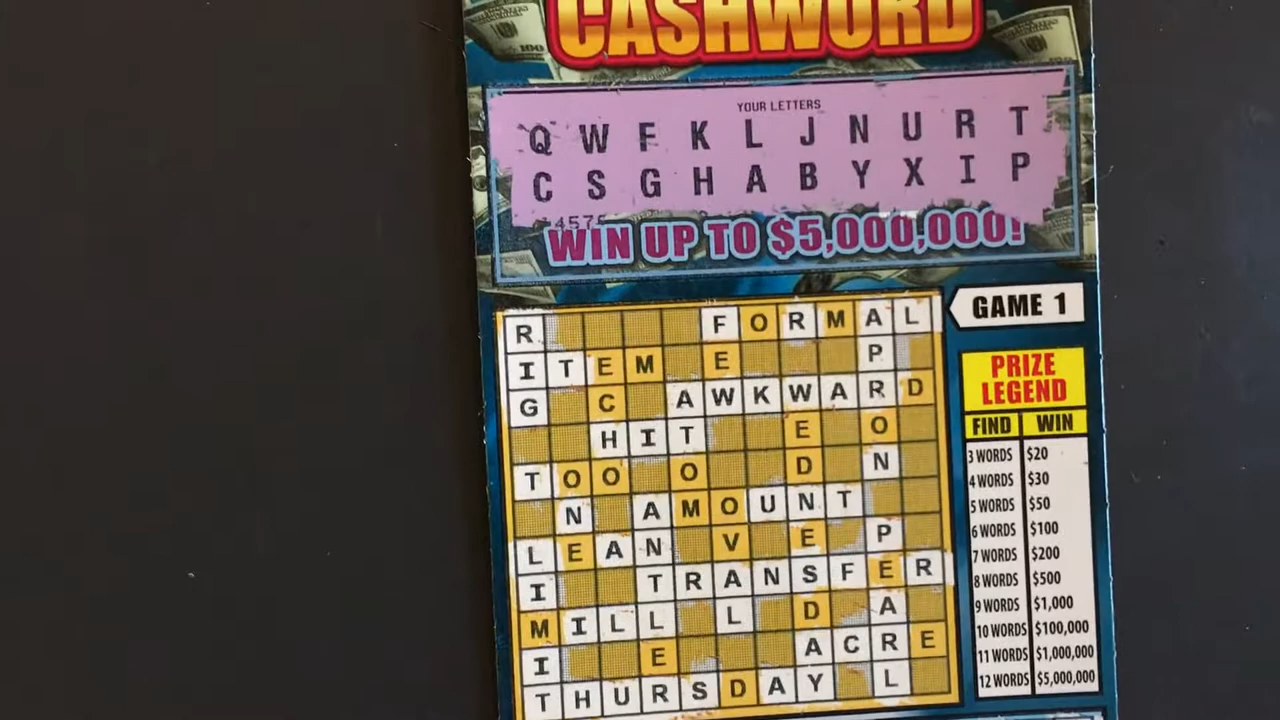 CASHWORD
YOUR LETTERS
Q W F K L J N U R T
C S G H A B Y X I P
WIN UP TO $5,000,000!
GAME 1
R F O R M A L
I T E M E P
G C A W K W A R D
H I T E O
T O O O D N
N A M O U N T
L E A N V E P
I T R A N S F E R
M I L L L L D A
I E A C R E
T H U R S D A Y L
PRIZE
LEGEND
FIND WIN
3 WORDS $20
4 WORDS $30
5 WORDS $50
6 WORDS $100
7 WORDS $200
8 WORDS $500
9 WORDS $1,000
10 WORDS $100,000
11 WORDS $1,000,000
12 WORDS $5,000,000